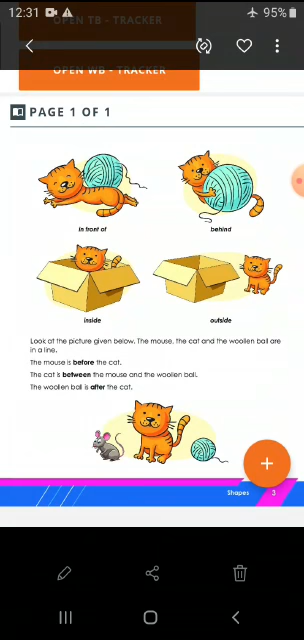 12:31 95%
OPEN TB - TRACKER
OPEN WB - TRACKER
PAGE 1 OF 1
in front of behind
inside outside
Look at the picture given below. The mouse, the cat and the woollen ball are
in a line.
The mouse is before the cat.
The cat is between the mouse and the woollen ball.
The woollen ball is after the cat.
Shapes 3